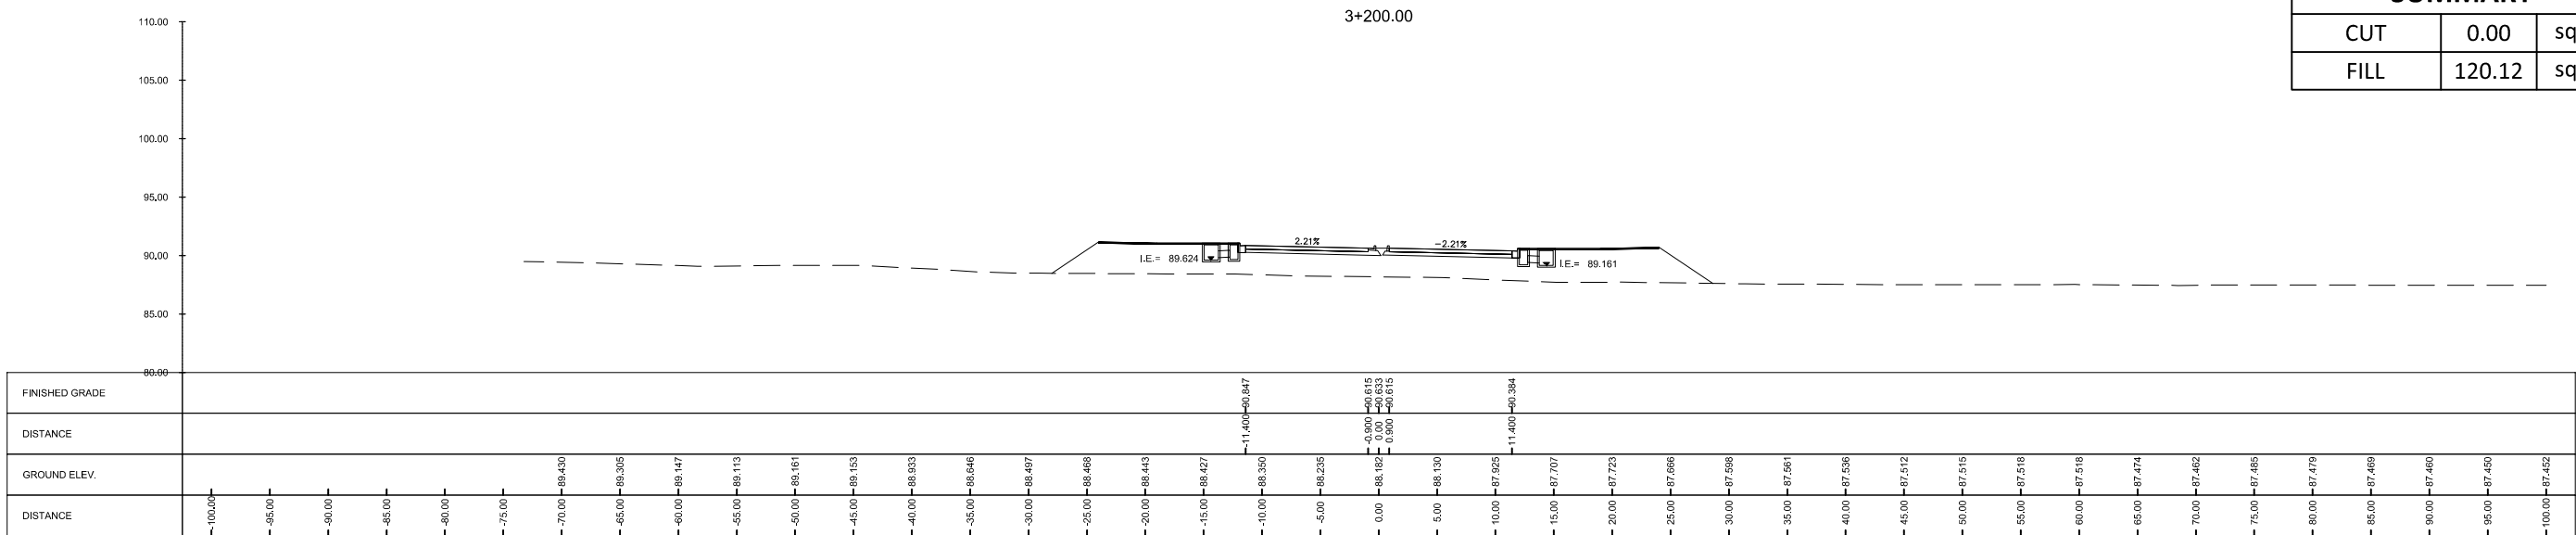 3+200.00
SUMMARY
CUT 0.00 sq
FILL 120.12 sq
110.00
105.00
100.00
95.00
90.00
85.00
80.00
2.21% -2.21%
I.E.= 89.624
I.E.= 89.161
FINISHED GRADE 90.847 90.615 90.633 90.615 90.384
DISTANCE -11.400 -0.900 0.00 0.900 11.400
GROUND ELEV. 89.430 89.305 89.147 89.113 89.161 89.153 88.933 88.646 88.497 88.468 88.443 88.427 88.350 88.235 88.182 88.130 87.925 87.707 87.723 87.666 87.598 87.561 87.536 87.512 87.515 87.518 87.518 87.474 87.462 87.485 87.479 87.469 87.460 87.450 87.452
DISTANCE -100.00 -95.00 -90.00 -85.00 -80.00 -75.00 -70.00 -65.00 -60.00 -55.00 -50.00 -45.00 -40.00 -35.00 -30.00 -25.00 -20.00 -15.00 -10.00 -5.00 0.00 5.00 10.00 15.00 20.00 25.00 30.00 35.00 40.00 45.00 50.00 55.00 60.00 65.00 70.00 75.00 80.00 85.00 90.00 95.00 100.00